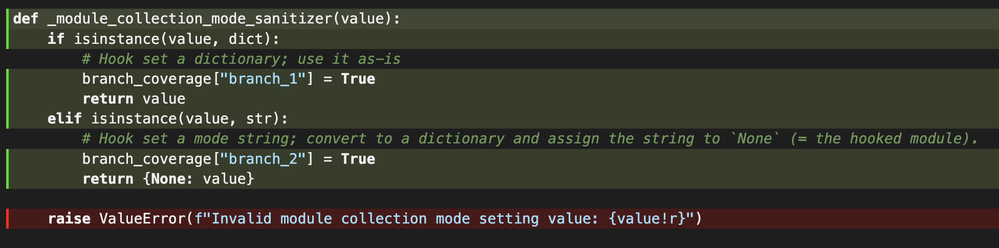 def _module_collection_mode_sanitizer(value):
    if isinstance(value, dict):
        # Hook set a dictionary; use it as-is
        branch_coverage["branch_1"] = True
        return value
    elif isinstance(value, str):
        # Hook set a mode string; convert to a dictionary and assign the string to `None` (= the hooked module).
        branch_coverage["branch_2"] = True
        return {None: value}
    raise ValueError(f"Invalid module collection mode setting value: {value!r}")